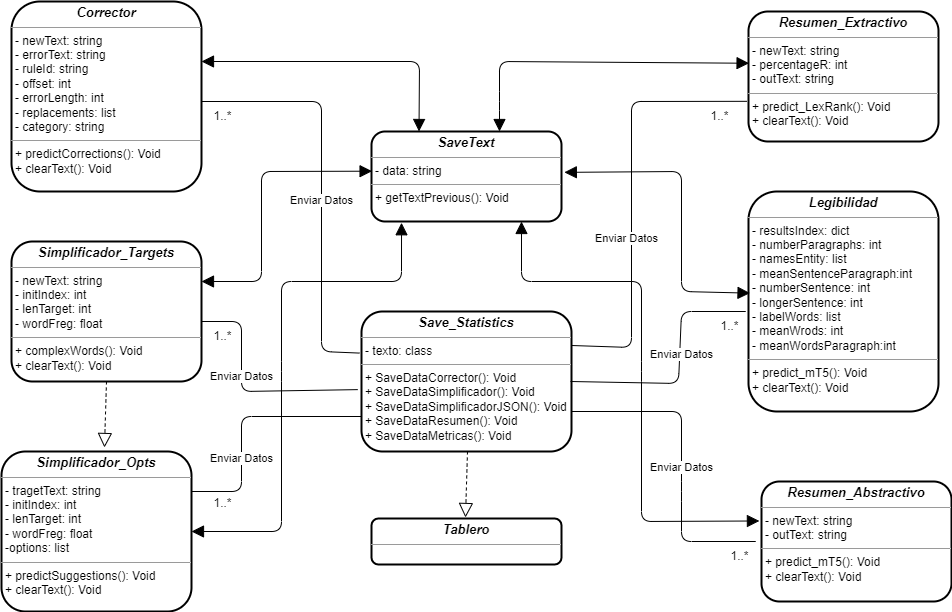 Corrector
- newText: string
- errorText: string
- ruleId: string
- offset: int
- errorLength: int
- replacements: list
- category: string
+ predictCorrections(): Void
+ clearText(): Void
1..*
SaveText
- data: string
+ getTextPrevious(): Void
Resumen_Extractivo
- newText: string
- percentageR: int
- outText: string
+ predict_LexRank(): Void
+ clearText(): Void
1..*
Enviar Datos
Enviar Datos
Legibilidad
- resultsIndex: dict
- numberParagraphs: int
- namesEntity: list
- meanSentenceParagraph:int
- numberSentence: int
- longerSentence: int
- labelWords: list
- meanWrods: int
- meanWordsParagraph:int
+ predict_mT5(): Void
+ clearText(): Void
1..*
Enviar Datos
Simplificador_Targets
- newText: string
- initIndex: int
- lenTarget: int
- wordFreg: float
+ complexWords(): Void
+ clearText(): Void
1..*
Enviar Datos
Save_Statistics
- texto: class
+ SaveDataCorrector(): Void
+ SaveDataSimplificador(): Void
+ SaveDataSimplificadorJSON(): Void
+ SaveDataResumen(): Void
+ SaveDataMetricas(): Void
Simplificador_Opts
- tragetText: string
- initIndex: int
- lenTarget: int
- wordFreg: float
-options: list
+ predictSuggestions(): Void
+ clearText(): Void
Enviar Datos
1..*
Tablero
Enviar Datos
Resumen_Abstractivo
- newText: string
- outText: string
+ predict_mT5(): Void
+ clearText(): Void
1..*